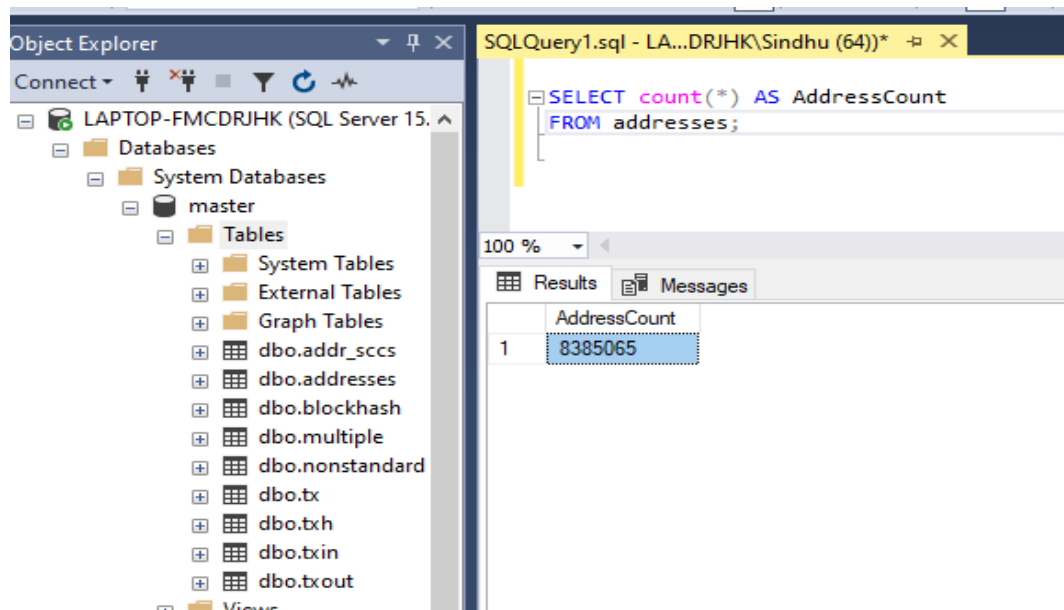 Object Explorer
Connect
LAPTOP-FMCDRJHK (SQL Server 15.
Databases
System Databases
master
Tables
System Tables
External Tables
Graph Tables
dbo.addr_sccs
dbo.addresses
dbo.blockhash
dbo.multiple
dbo.nonstandard
dbo.tx
dbo.txh
dbo.txin
dbo.txout
Views
SQLQuery1.sql - LA...DRJHK\Sindhu (64))*
SELECT count(*) AS AddressCount
FROM addresses;
100 %
Results Messages
AddressCount
1 8385065